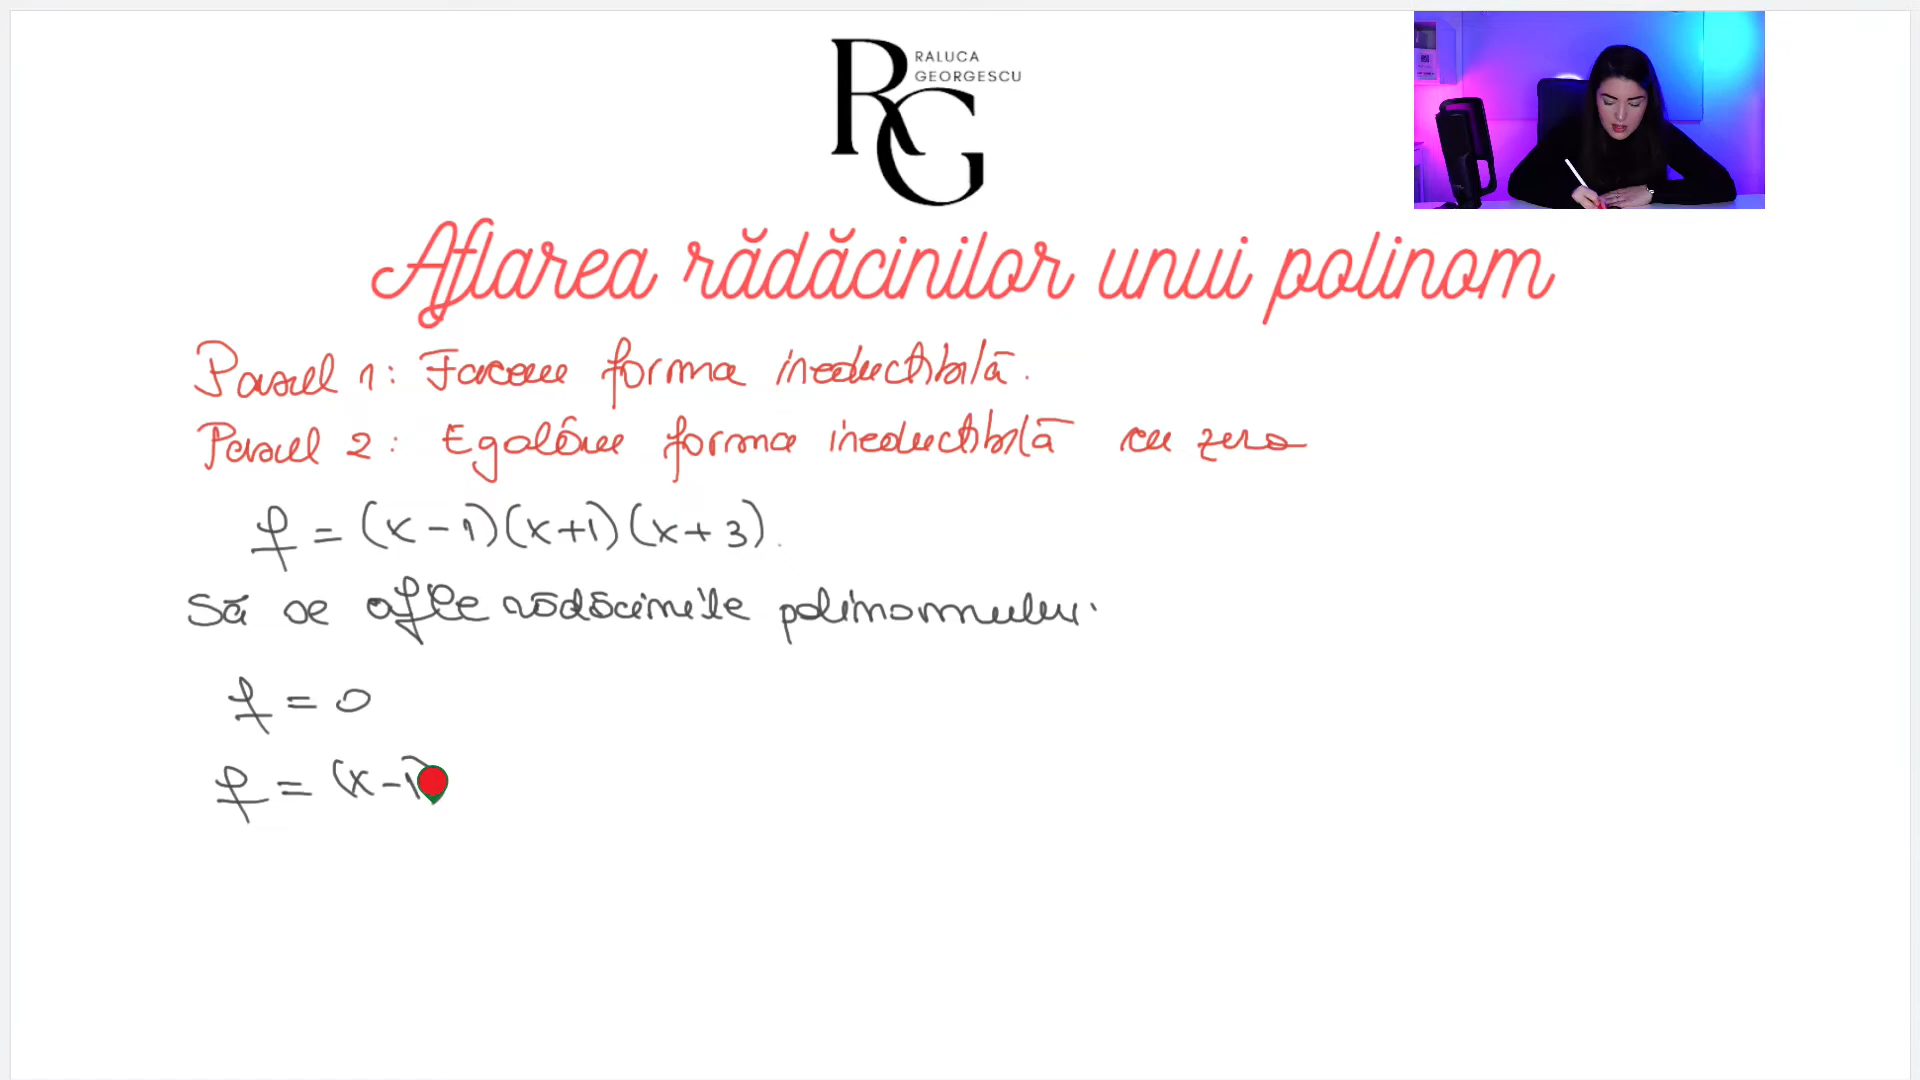 RG
RALUCA
GEORGESCU
Aflarea rădăcinilor unui polinom
Pasul 1: Facem forma ireductibilă.
Pasul 2: Egalăm forma ireductibilă cu zero
f = (x-1)(x+1)(x+3).
Să se afle rădăcinile polinomului.
f = 0
f = (x-1)